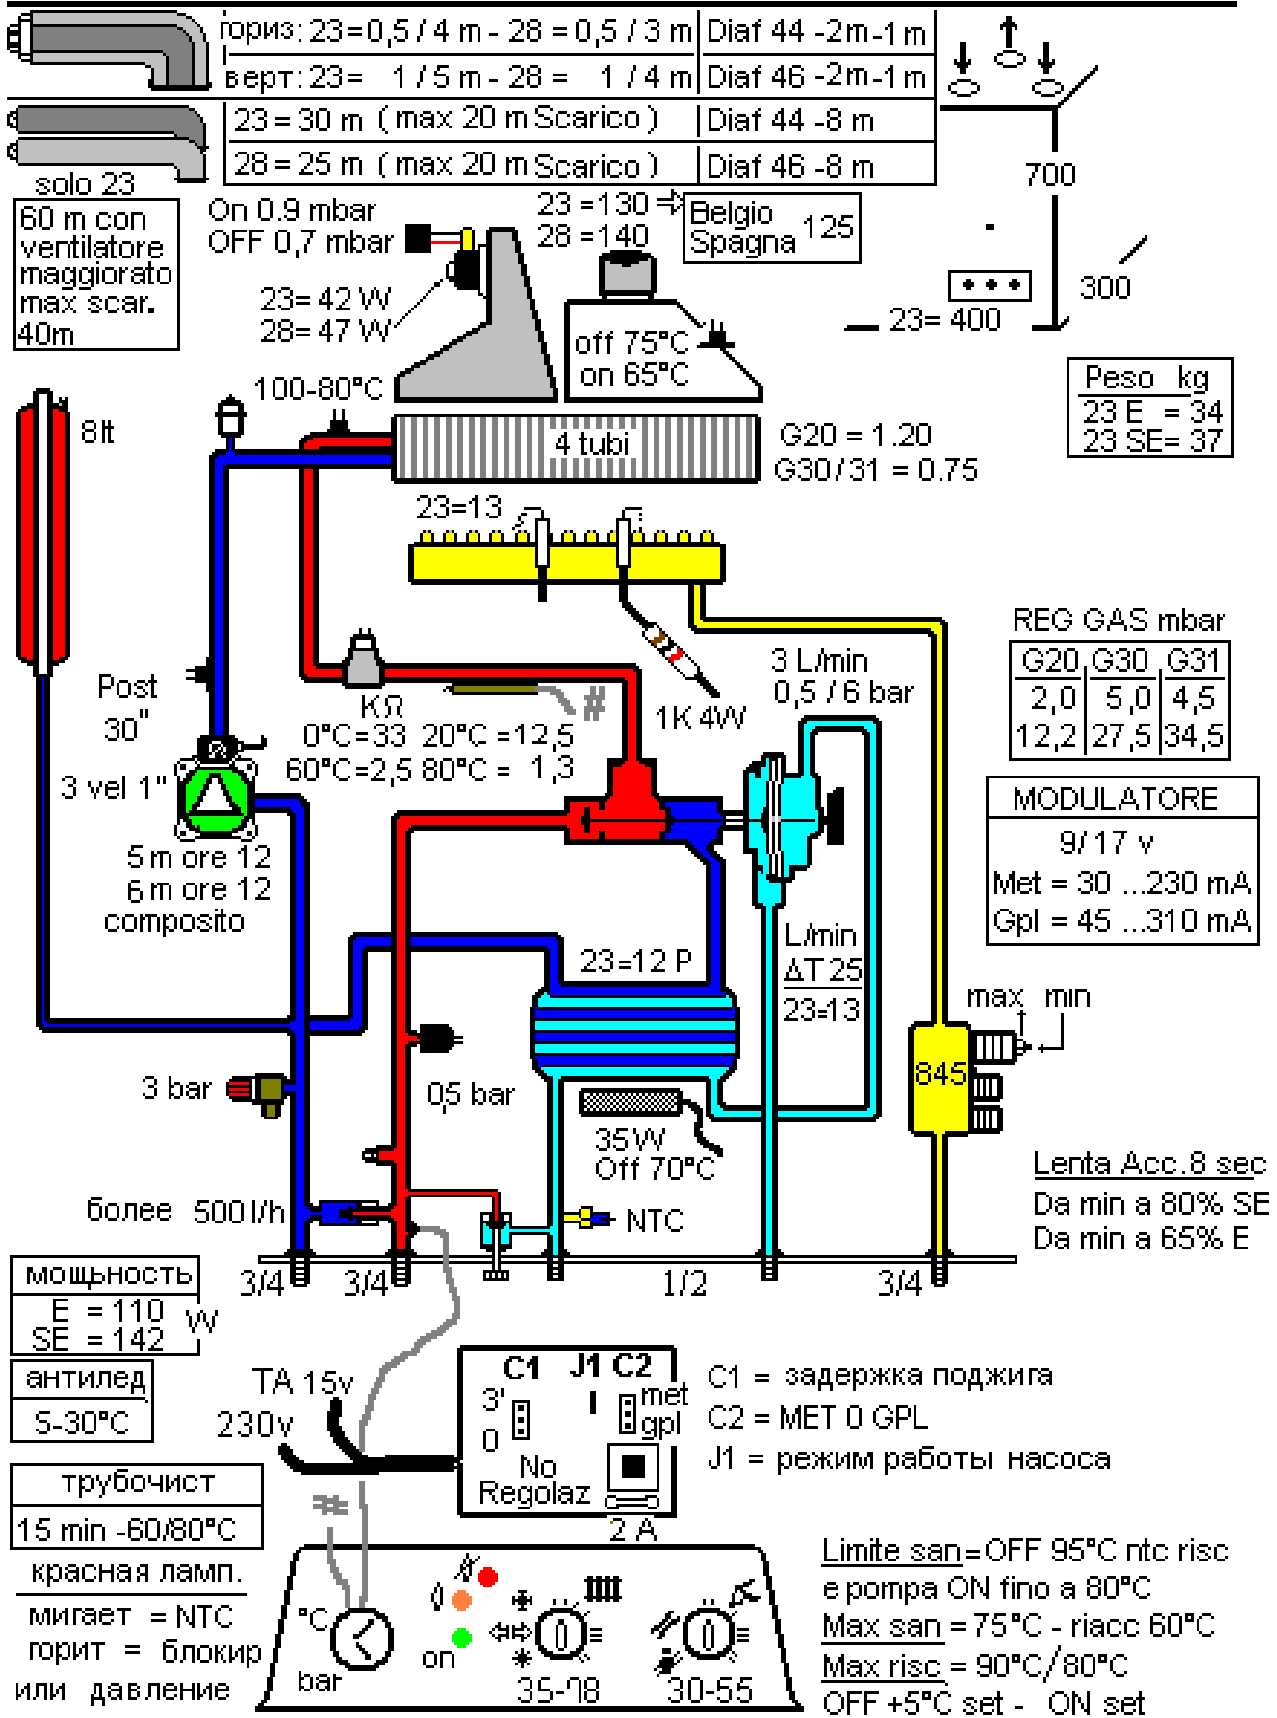 гориз: 23=0,5 / 4 m - 28 = 0,5 / 3 m Diaf 44 -2m-1 m
верт: 23= 1 / 5 m - 28 = 1 / 4 m Diaf 46 -2m-1 m
23 = 30 m ( max 20 m Scarico ) Diaf 44 -8 m
28 = 25 m ( max 20 m Scarico ) Diaf 46 -8 m
solo 23
60 m con
ventilatore
maggiorato
max scar.
40m
On 0.9 mbar
OFF 0,7 mbar
23 =130
28 =140
Belgio
Spagna 125
700
300
23= 400
23= 42 W
28= 47 W
off 75°C
on 65°C
100-80°C
Peso kg
23 E = 34
23 SE= 37
8lt
4 tubi
G20 = 1.20
G30/31 = 0.75
23=13
REG GAS mbar
G20 G30 G31
2,0 5,0 4,5
12,2 27,5 34,5
3 L/min
0,5 / 6 bar
1K 4W
Post
30"
KΩ
#
0°C=33 20°C =12,5
60°C=2,5 80°C = 1,3
3 vel 1"
5 m ore 12
6 m ore 12
composito
MODULATORE
9/17 v
Met = 30 ...230 mA
Gpl = 45 ...310 mA
23=12 P
L/min
ΔT 25
23=13
max min
845
3 bar
0,5 bar
35W
Off 70°C
Lenta Acc.8 sec
Da min a 80% SE
Da min a 65% E
более 500 l/h
NTC
3/4 3/4 1/2 3/4
мощьность
E = 110
SE = 142
W
антилед
S-30°C
TA 15v
230v
C1 J1 C2
3'
0
met
gpl
No
Regolaz
2 A
C1 = задержка поджига
C2 = MET 0 GPL
J1 = режим работы насоса
трубочист
15 min -60/80°C
#
красная ламп.
мигает = NTC
горит = блокир
или давление
°C
bar
on
35-78
30-55
Limite san=OFF 95°C ntc risc
e pompa ON fino a 80°C
Max san = 75°C - riacc 60°C
Max risc = 90°C/80°C
OFF +5°C set - ON set